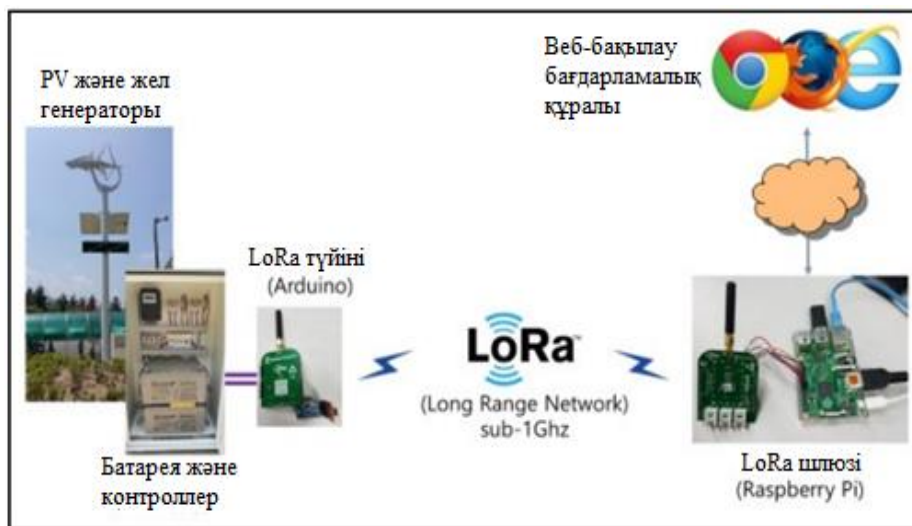 PV және жел
генераторы
Веб-бақылау
бағдарламалық
құралы
LoRa түйіні
(Arduino)
LoRa™
(Long Range Network)
sub-1Ghz
Батарея және
контроллер
LoRa шлюзі
(Raspberry Pi)